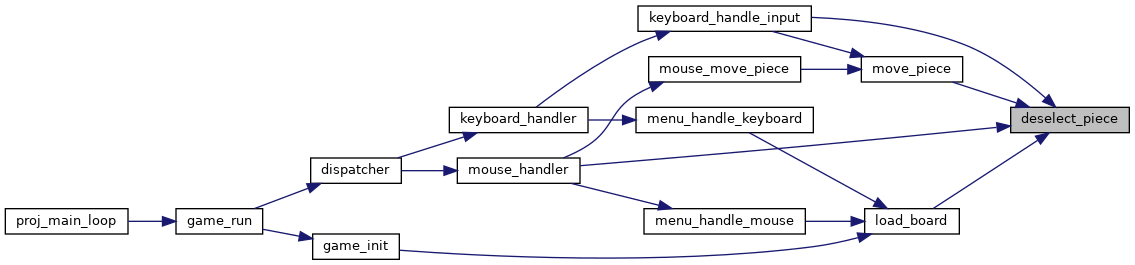 keyboard_handle_input
mouse_move_piece
move_piece
keyboard_handler
menu_handle_keyboard
deselect_piece
dispatcher
mouse_handler
proj_main_loop
game_run
menu_handle_mouse
load_board
game_init